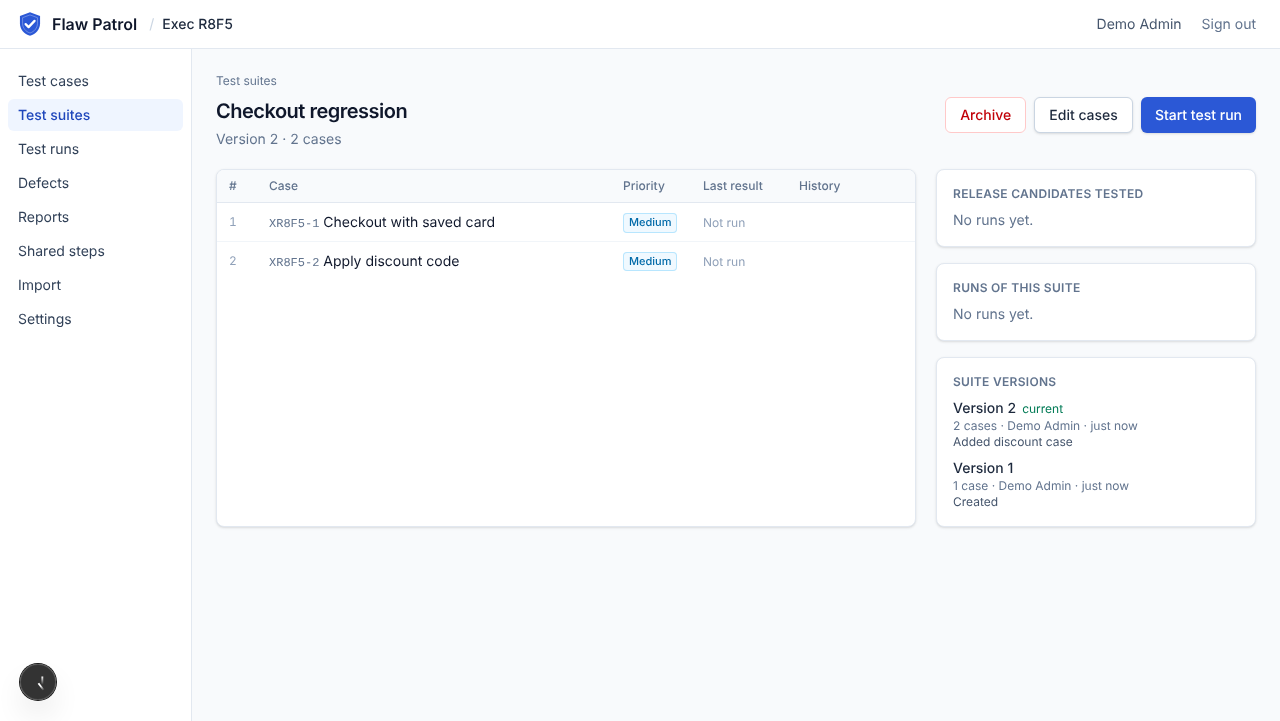 Flaw Patrol / Exec R8F5
Demo Admin Sign out
Test cases
Test suites
Test runs
Defects
Reports
Shared steps
Import
Settings
Test suites
Checkout regression
Version 2 · 2 cases
Archive Edit cases Start test run
# Case Priority Last result History
1 XR8F5-1 Checkout with saved card Medium Not run
2 XR8F5-2 Apply discount code Medium Not run
RELEASE CANDIDATES TESTED
No runs yet.
RUNS OF THIS SUITE
No runs yet.
SUITE VERSIONS
Version 2 current
2 cases · Demo Admin · just now
Added discount case
Version 1
1 case · Demo Admin · just now
Created